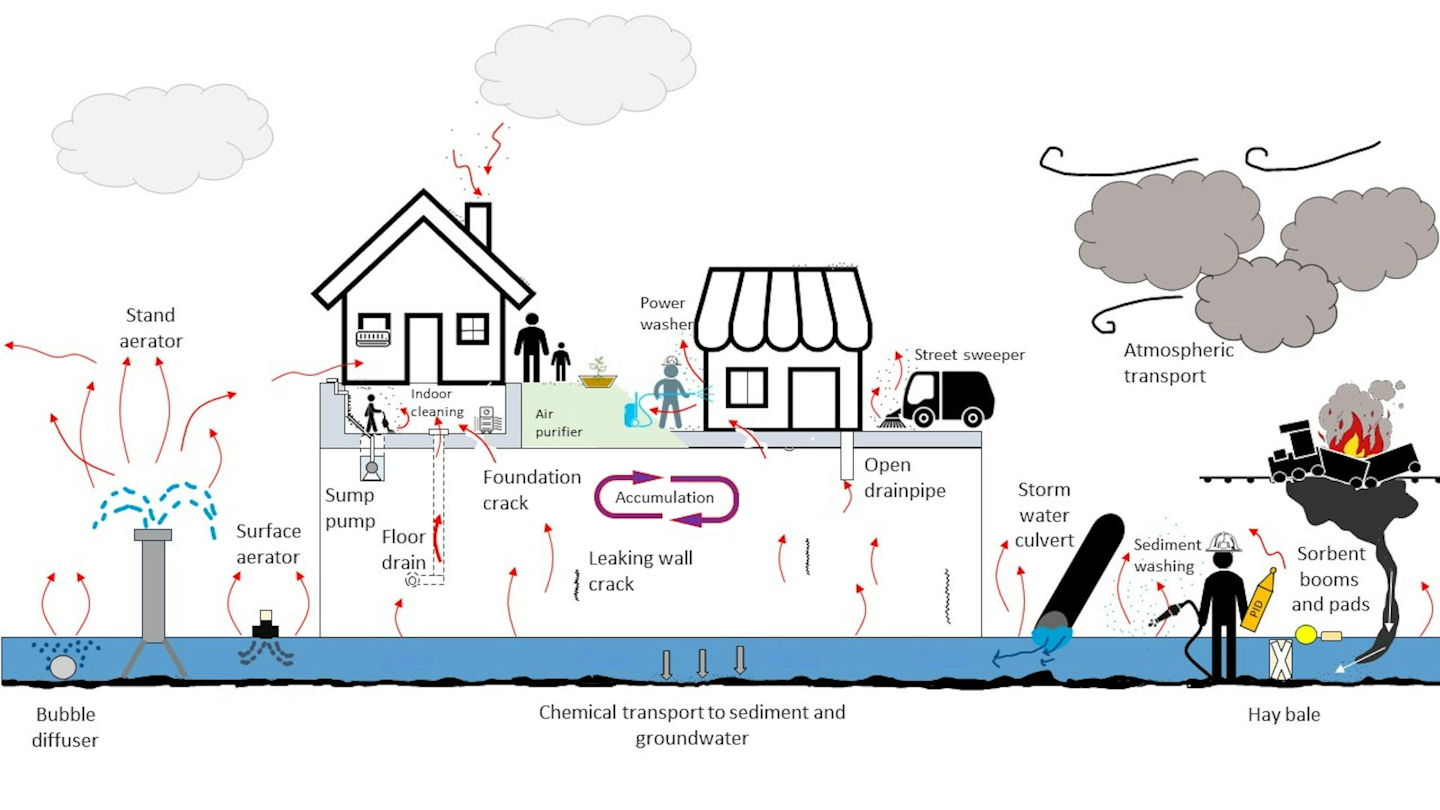 Stand
aerator
Power
washer
Street sweeper
Atmospheric
transport
Indoor
cleaning
Air
purifier
Sump
pump
Foundation
crack
Accumulation
Open
drainpipe
Floor
drain
Leaking wall
crack
Surface
aerator
Storm
water
culvert
Sediment
washing
PID
Sorbent
booms
and pads
Bubble
diffuser
Chemical transport to sediment and
groundwater
Hay bale